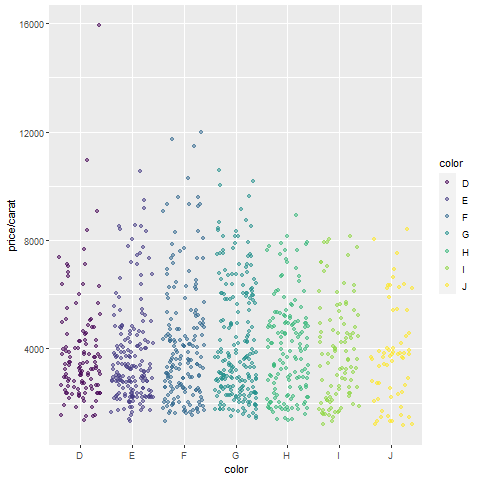 16000
12000
8000
4000
price/carat
D E F G H I J
color
color
D
E
F
G
H
I
J